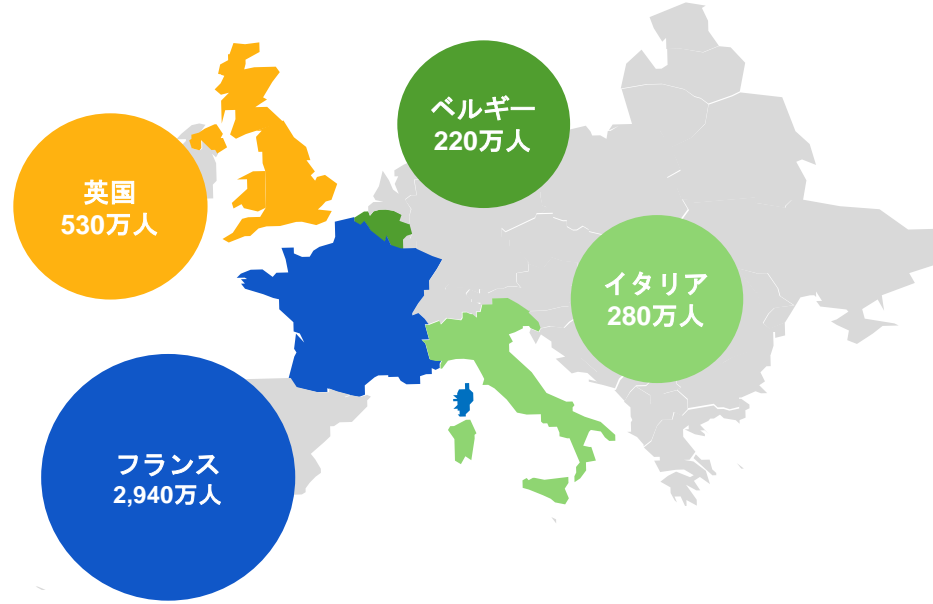 ベルギー
220万人
英国
530万人
イタリア
280万人
フランス
2,940万人